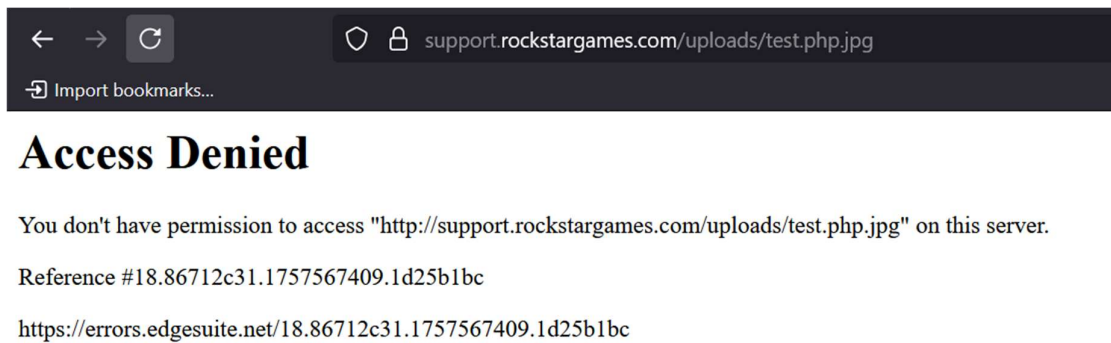 support.rockstargames.com/uploads/test.php.jpg
Import bookmarks...
Access Denied
You don't have permission to access "http://support.rockstargames.com/uploads/test.php.jpg" on this server.
Reference #18.86712c31.1757567409.1d25b1bc
https://errors.edgesuite.net/18.86712c31.1757567409.1d25b1bc